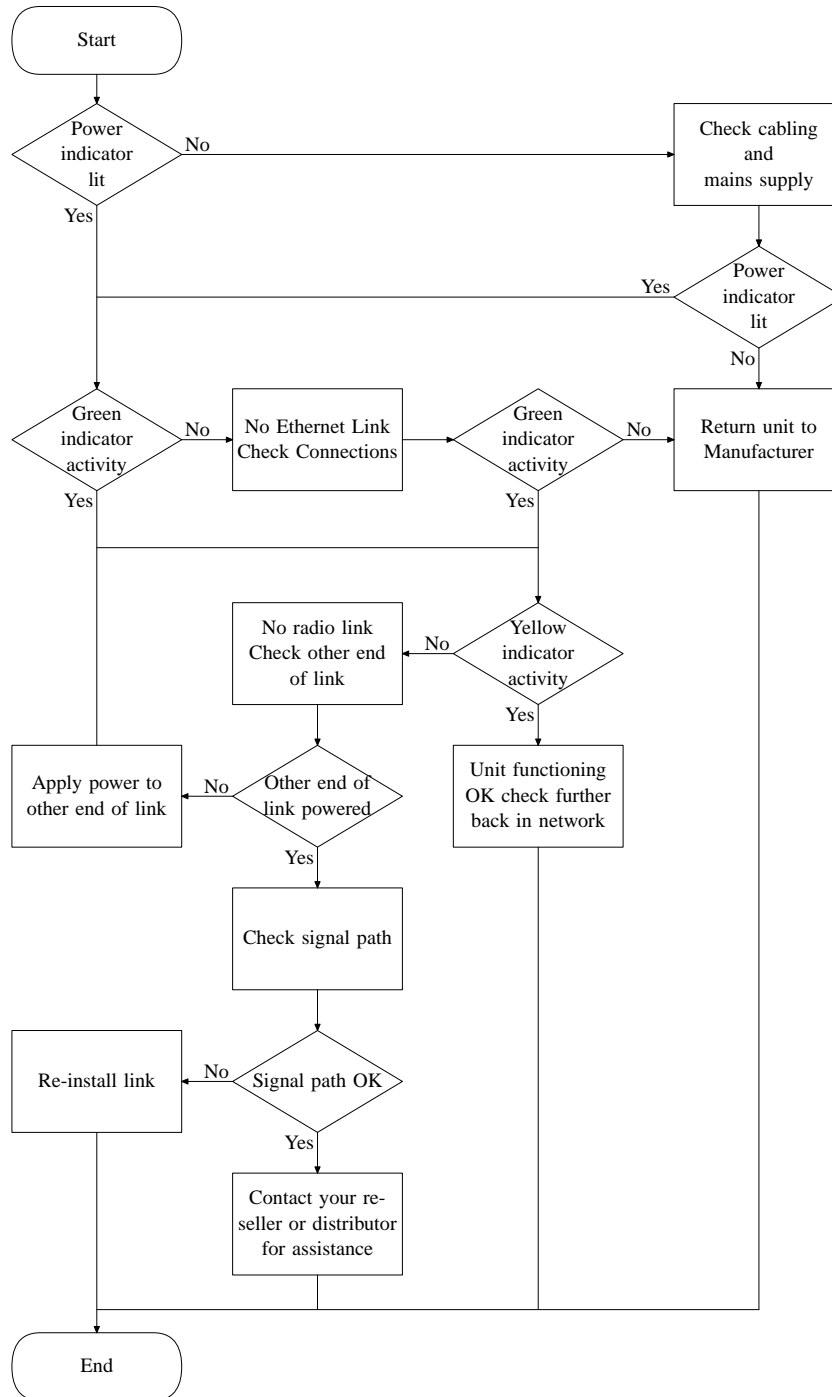 Start
Power
indicator
lit
No
Check cabling
and
mains supply
Yes
Power
indicator
lit
Yes
No
Green
indicator
activity
No
No Ethernet Link
Check Connections
Green
indicator
activity
No
Return unit to
Manufacturer
Yes
Yes
No radio link
Check other end
of link
No
Yellow
indicator
activity
Yes
Apply power to
other end of link
No
Other end of
link powered
Unit functioning
OK check further
back in network
Yes
Check signal path
Re-install link
No
Signal path OK
Yes
Contact your re-
seller or distributor
for assistance
End